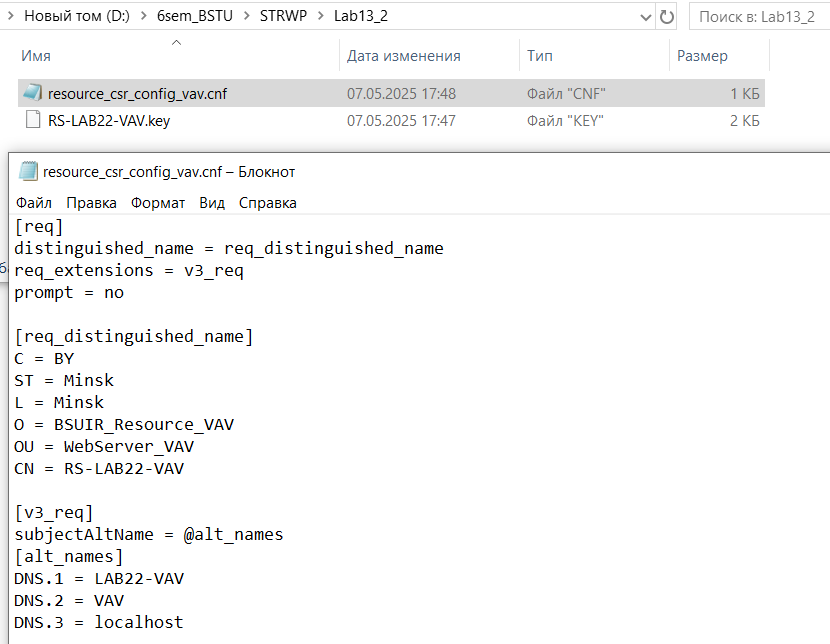 Новый том (D:) > 6sem_BSTU > STRWP > Lab13_2
Поиск в: Lab13_2
Имя Дата изменения Тип Размер
resource_csr_config_vav.cnf 07.05.2025 17:48 Файл "CNF" 1 КБ
RS-LAB22-VAV.key 07.05.2025 17:47 Файл "KEY" 2 КБ
resource_csr_config_vav.cnf – Блокнот
Файл Правка Формат Вид Справка
[req]
distinguished_name = req_distinguished_name
req_extensions = v3_req
prompt = no
[req_distinguished_name]
C = BY
ST = Minsk
L = Minsk
O = BSUIR_Resource_VAV
OU = WebServer_VAV
CN = RS-LAB22-VAV
[v3_req]
subjectAltName = @alt_names
[alt_names]
DNS.1 = LAB22-VAV
DNS.2 = VAV
DNS.3 = localhost